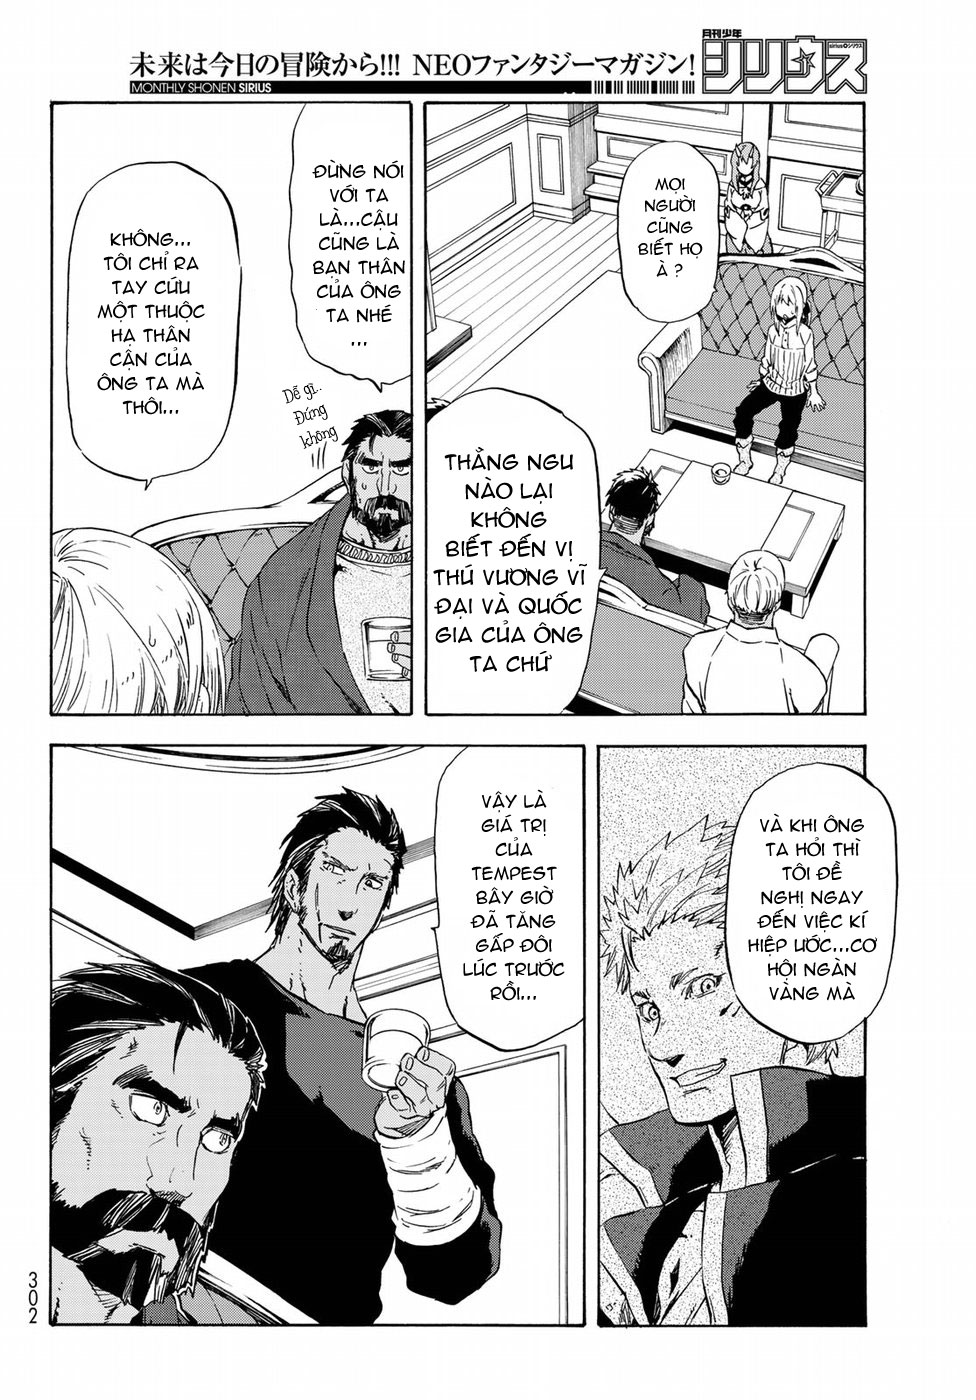 未来は今日の冒険から!!! NEOファンタジーマガジン!
月刊少年
シリウス
MONTHLY SHONEN SIRIUS
MỌI
NGƯỜI
CŨNG
BIẾT HỌ
À ?
THẰNG NGU
NÀO LẠI
KHÔNG
BIẾT ĐẾN VỊ
THÚ VƯƠNG VĨ
ĐẠI VÀ QUỐC
GIA CỦA ÔNG
TA CHỨ
ĐỪNG NÓI
VỚI TA
LÀ...CẬU
CŨNG LÀ
BẠN THÂN
CỦA ÔNG
TA NHÉ
...
Dễ gì..
Đứng
không
KHÔNG...
TÔI CHỈ RA
TAY CỨU
MỘT THUỘC
HẠ THÂN
CẬN CỦA
ÔNG TA MÀ
THÔI...
VÀ KHI ÔNG
TA HỎI THÌ
TÔI ĐỀ
NGHỊ NGAY
ĐẾN VIỆC KÍ
HIỆP ƯỚC...CƠ
HỘI NGÀN
VÀNG MÀ
VẬY LÀ
GIÁ TRỊ
CỦA
TEMPEST
BÂY GIỜ
ĐÃ TĂNG
GẤP ĐÔI
LÚC TRƯỚC
RỒI...
302